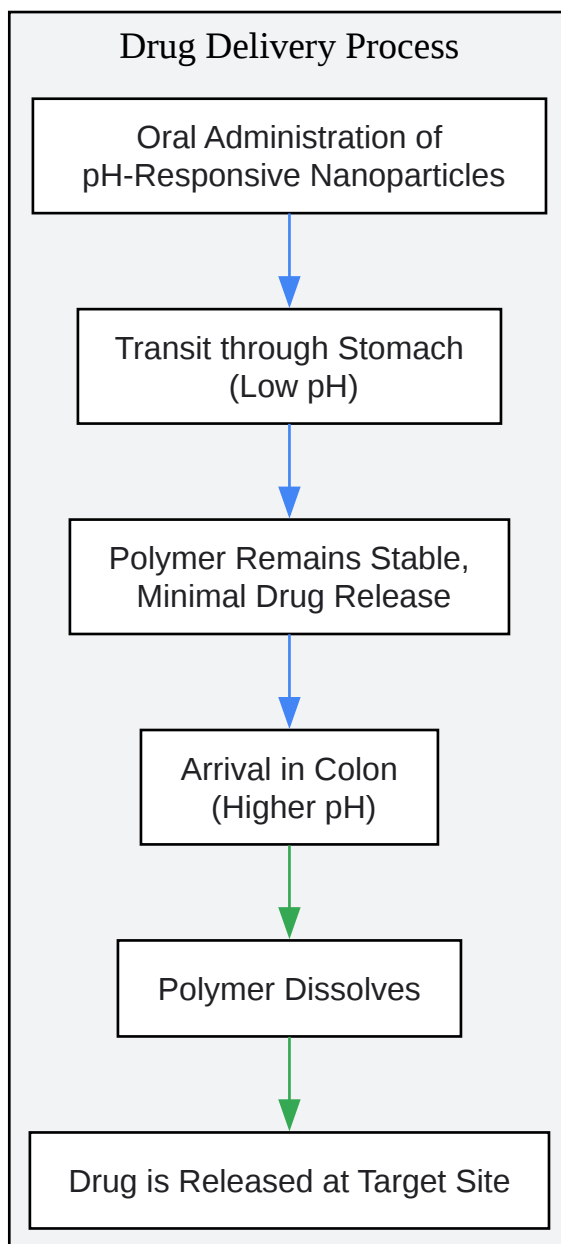 Drug Delivery Process
Oral Administration of
pH-Responsive Nanoparticles
Transit through Stomach
(Low pH)
Polymer Remains Stable,
Minimal Drug Release
Arrival in Colon
(Higher pH)
Polymer Dissolves
Drug is Released at Target Site